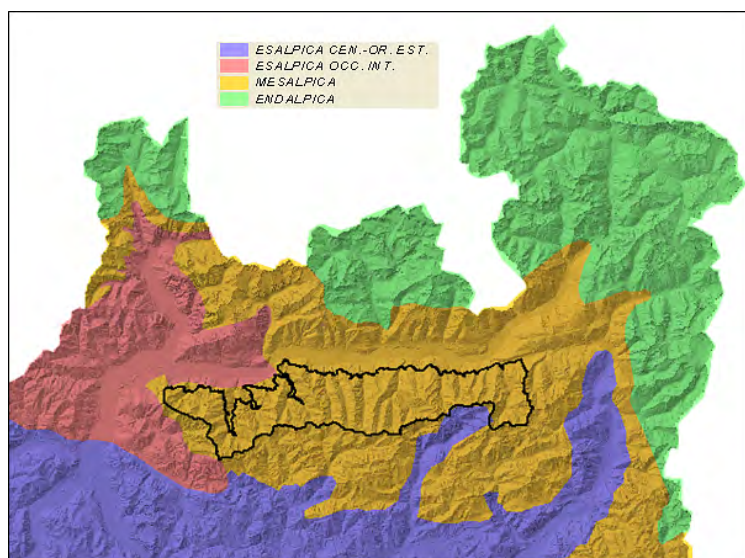 ESALPICA CEN.-OR. EST.
ESALPICA OCC. INT.
MESALPICA
ENDALPICA